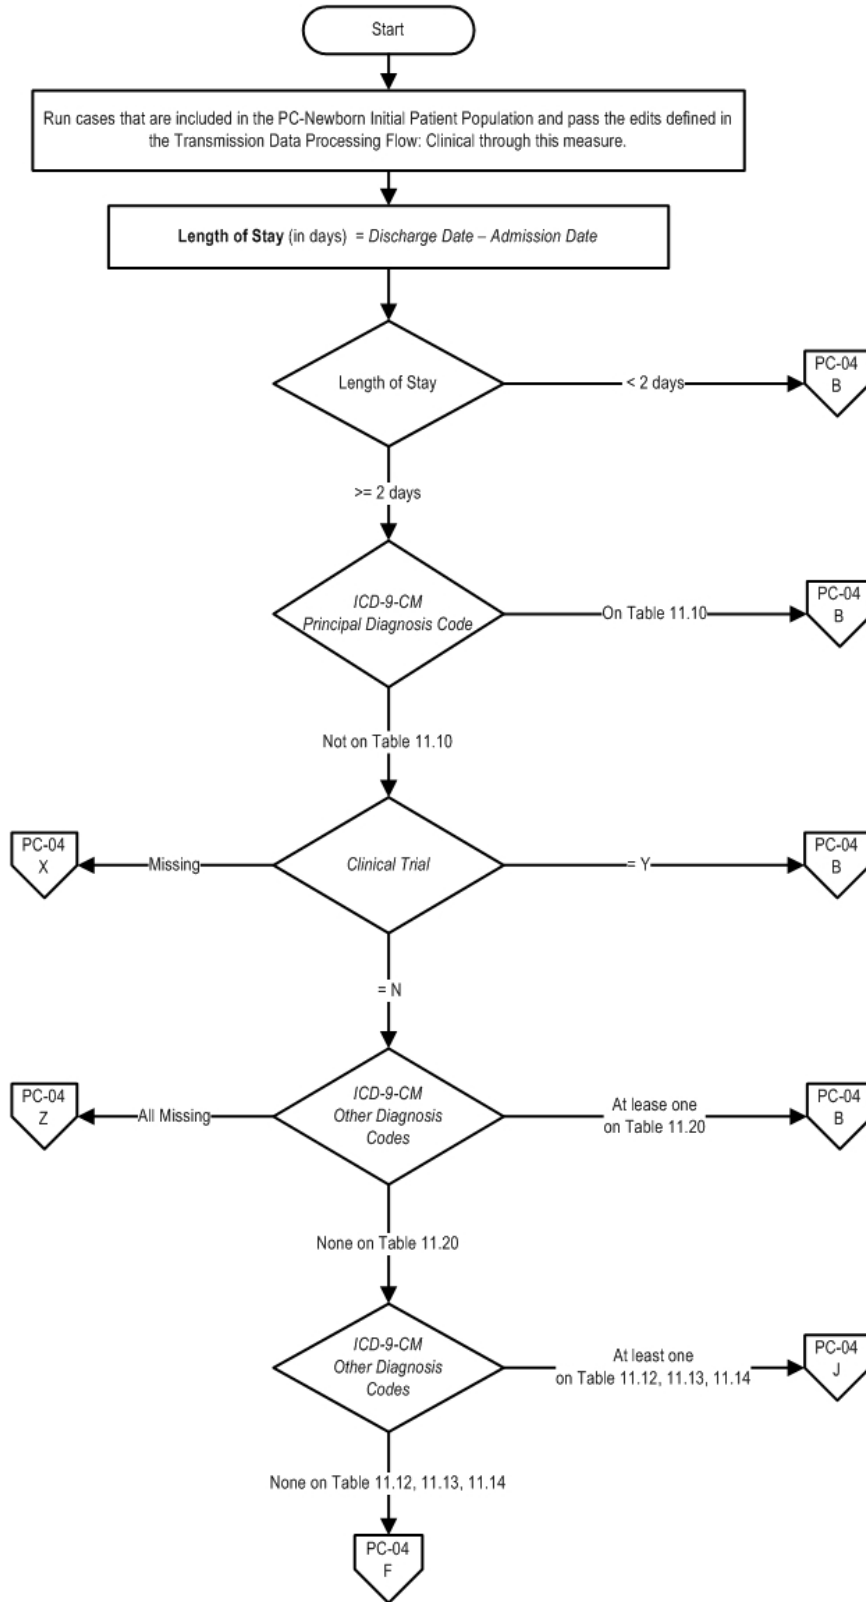 Start
Run cases that are included in the PC-Newborn Initial Patient Population and pass the edits defined in
the Transmission Data Processing Flow: Clinical through this measure.
Length of Stay (in days) = Discharge Date – Admission Date
Length of Stay
< 2 days
PC-04
B
>= 2 days
ICD-9-CM
Principal Diagnosis Code
On Table 11.10
PC-04
B
Not on Table 11.10
PC-04
X
Missing
Clinical Trial
= Y
PC-04
B
= N
PC-04
Z
All Missing
ICD-9-CM
Other Diagnosis
Codes
At lease one
on Table 11.20
PC-04
B
None on Table 11.20
ICD-9-CM
Other Diagnosis
Codes
At least one
on Table 11.12, 11.13, 11.14
PC-04
J
None on Table 11.12, 11.13, 11.14
PC-04
F